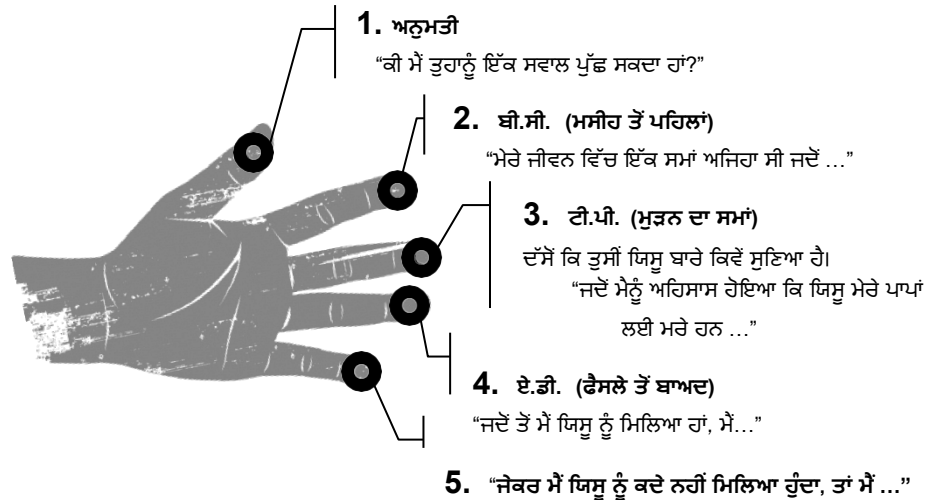 1. ਅਨੁਮਤੀ
“ਕੀ ਮੈਂ ਤੁਹਾਨੂੰ ਇੱਕ ਸਵਾਲ ਪੁੱਛ ਸਕਦਾ ਹਾਂ?”
2. ਬੀ.ਸੀ. (ਮਸੀਹ ਤੋਂ ਪਹਿਲਾਂ)
“ਮੇਰੇ ਜੀਵਨ ਵਿੱਚ ਇੱਕ ਸਮਾਂ ਅਜਿਹਾ ਸੀ ਜਦੋਂ …”
3. ਟੀ.ਪੀ. (ਮੁੜਨ ਦਾ ਸਮਾਂ)
ਦੱਸੋਂ ਕਿ ਤੁਸੀਂ ਯਿਸੂ ਬਾਰੇ ਕਿਵੇਂ ਸੁਣਿਆ ਹੈ।
“ਜਦੋਂ ਮੈਨੂੰ ਅਹਿਸਾਸ ਹੋਇਆ ਕਿ ਯਿਸੂ ਮੇਰੇ ਪਾਪਾਂ
ਲਈ ਮਰੇ ਹਨ …”
4. ਏ.ਡੀ. (ਫੈਸਲੇ ਤੋਂ ਬਾਅਦ)
“ਜਦੋਂ ਤੋਂ ਮੈਂ ਯਿਸੂ ਨੂੰ ਮਿਲਿਆ ਹਾਂ, ਮੈਂ…”
5. “ਜੇਕਰ ਮੈਂ ਯਿਸੂ ਨੂੰ ਕਦੇ ਨਹੀਂ ਮਿਲਿਆ ਹੁੰਦਾ, ਤਾਂ ਮੈਂ …”